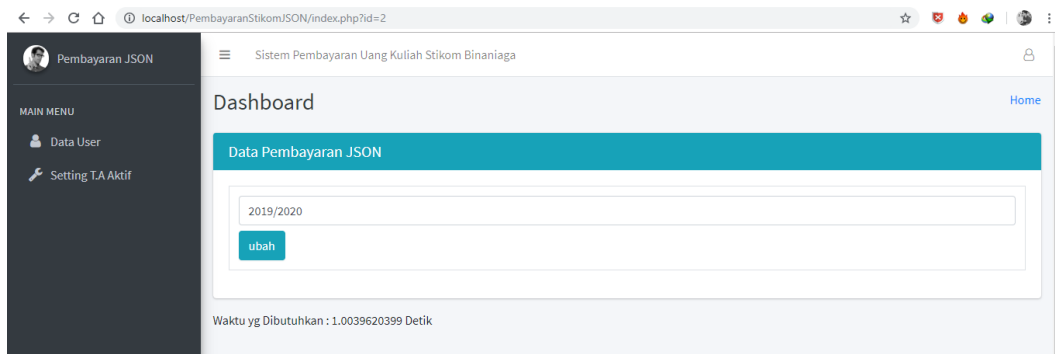 localhost/PembayaranStikomJSON/index.php?id=2
Pembayaran JSON
Sistem Pembayaran Uang Kuliah Stikom Binaniaga
MAIN MENU
Data User
Setting T.A Aktif
Dashboard
Home
Data Pembayaran JSON
2019/2020
ubah
Waktu yg Dibutuhkan : 1.0039620399 Detik